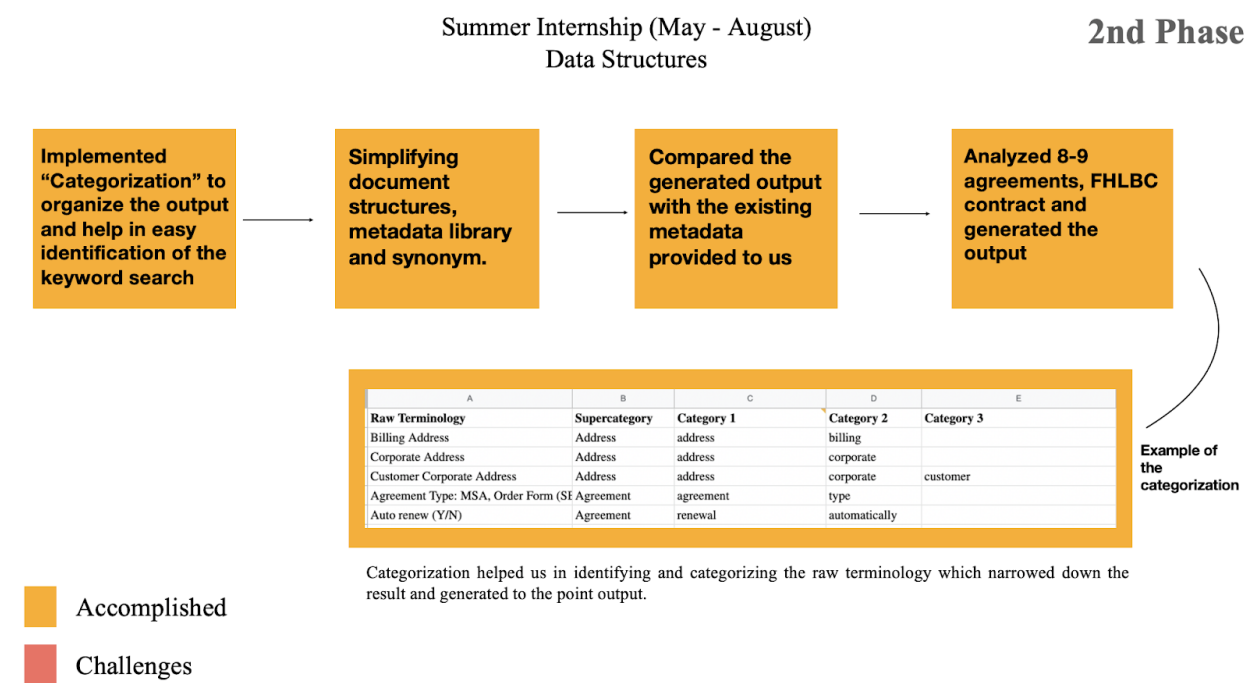 Summer Internship (May - August)
Data Structures
2nd Phase
Implemented
“Categorization” to
organize the output
and help in easy
identification of the
keyword search
Simplifying
document
structures,
metadata library
and synonym.
Compared the
generated output
with the existing
metadata
provided to us
Analyzed 8-9
agreements, FHLBC
contract and
generated the
output
A B C D E
Raw Terminology Supercategory Category 1 Category 2 Category 3
Billing Address Address address billing
Corporate Address Address address corporate
Customer Corporate Address Address address corporate customer
Agreement Type: MSA, Order Form (SE Agreement agreement type
Auto renew (Y/N) Agreement renewal automatically
Example of
the
categorization
Categorization helped us in identifying and categorizing the raw terminology which narrowed down the
result and generated to the point output.
Accomplished
Challenges